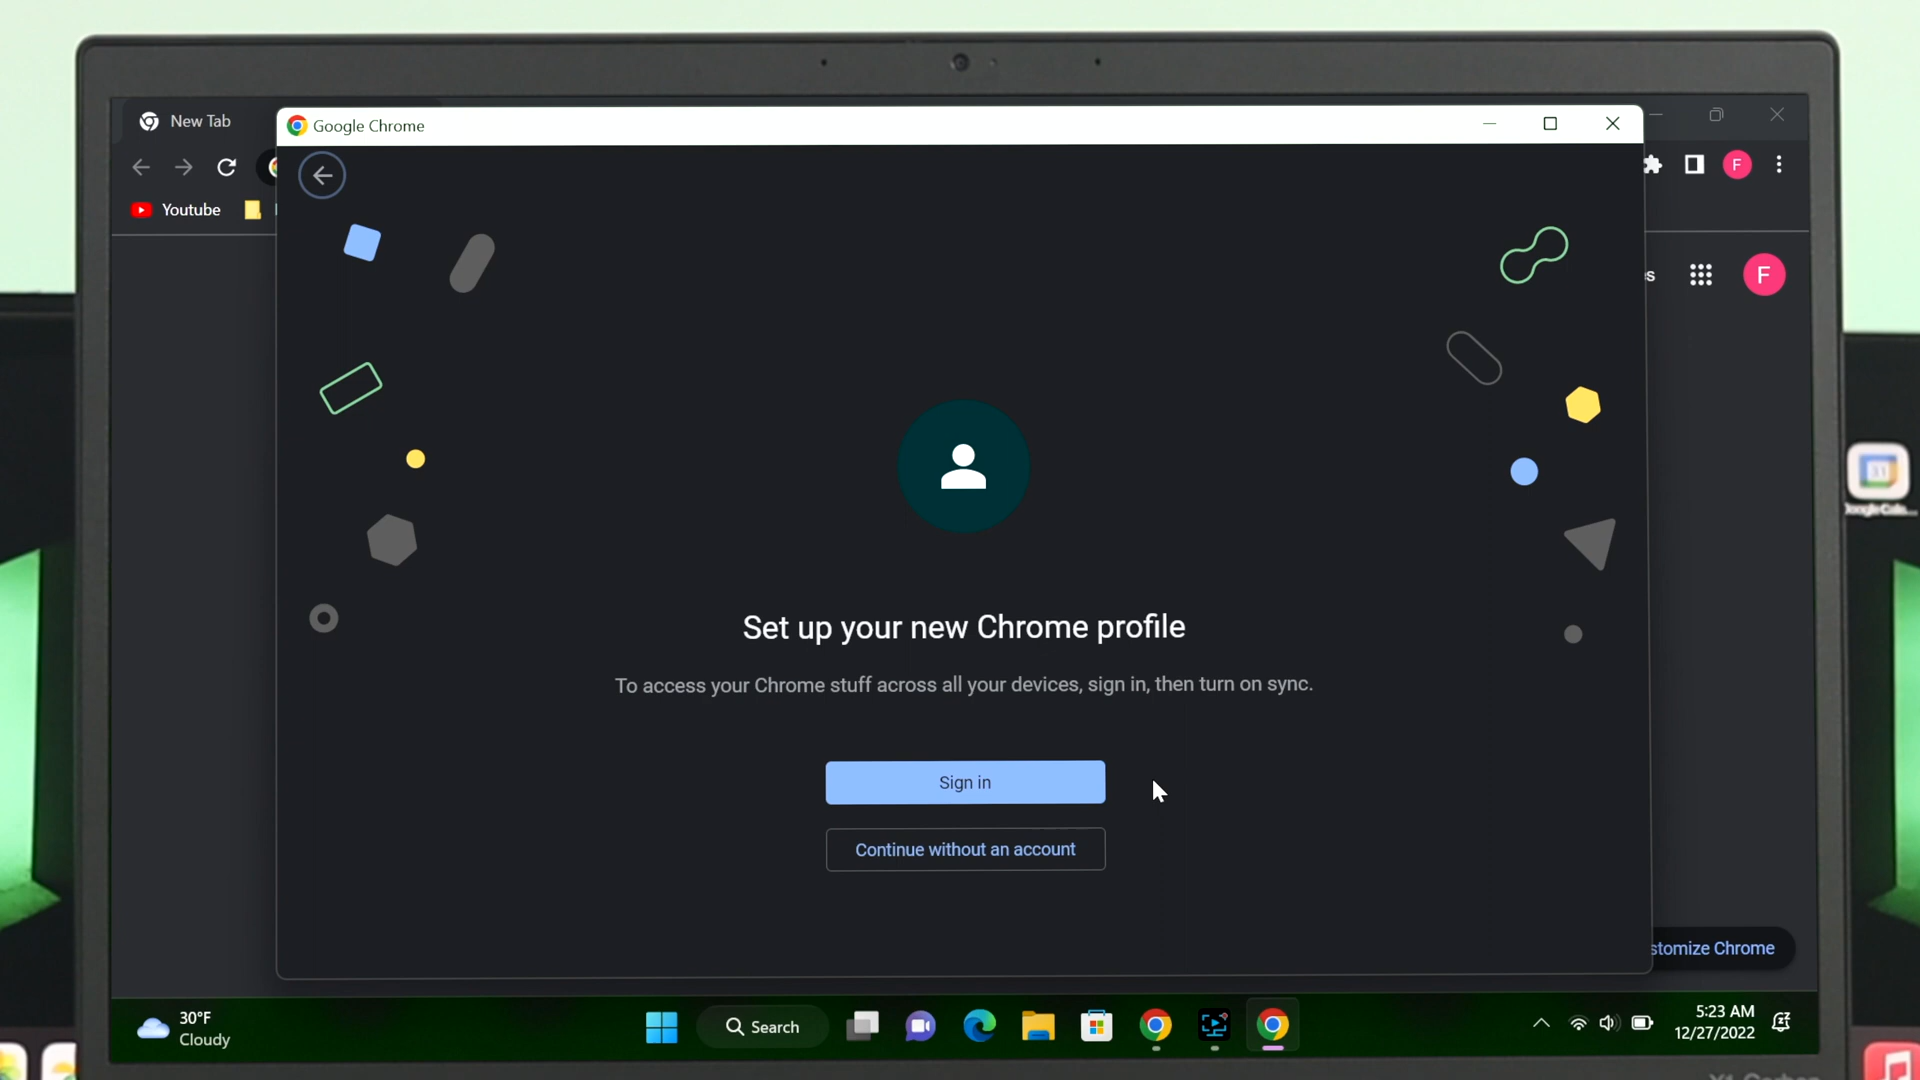 New Tab
Google Chrome
F
Youtube
F
Set up your new Chrome profile
To access your Chrome stuff across all your devices, sign in, then turn on sync.
Sign in
Continue without an account
stomize Chrome
30°F
Cloudy
Search
5:23 AM
12/27/2022
31